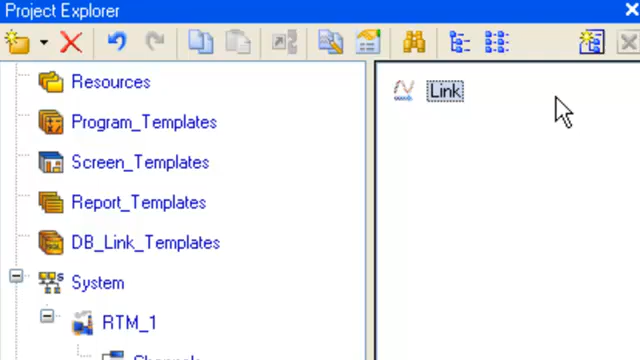 Project Explorer
Link
Resources
Program_Templates
Screen_Templates
Report_Templates
DB_Link_Templates
System
RTM_1